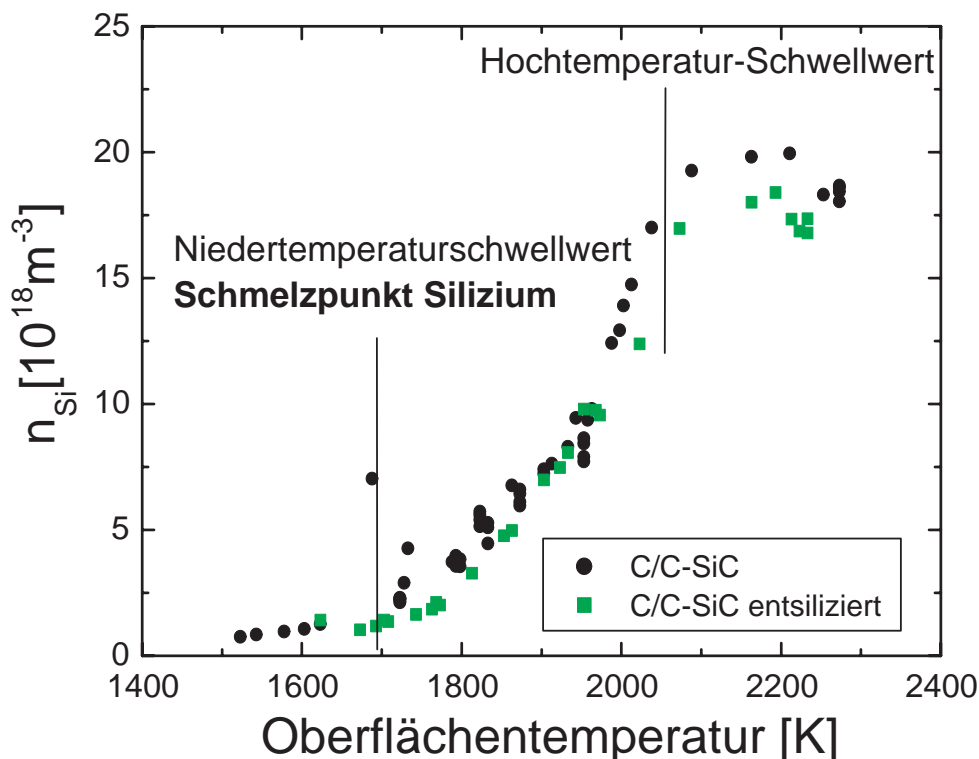 25
20
15
10
5
0
n_Si[10^18m^-3]
Hochtemperatur-Schwellwert
Niedertemperaturschwellwert
Schmelzpunkt Silizium
C/C-SiC
C/C-SiC entsiliziert
1400 1600 1800 2000 2200 2400
Oberflächentemperatur [K]